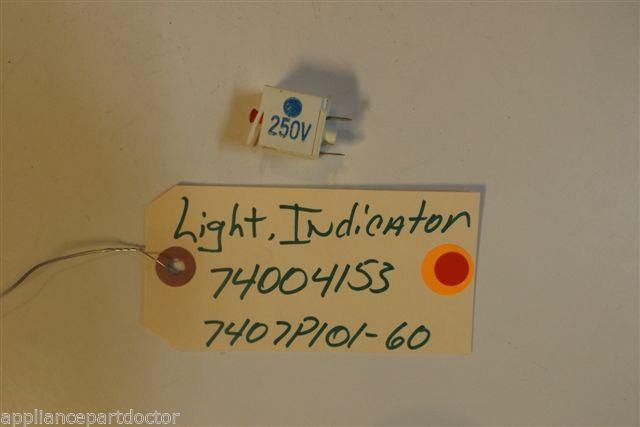 250V
Light, Indicator
74004153
7407P101-60
appliancepartdoctor